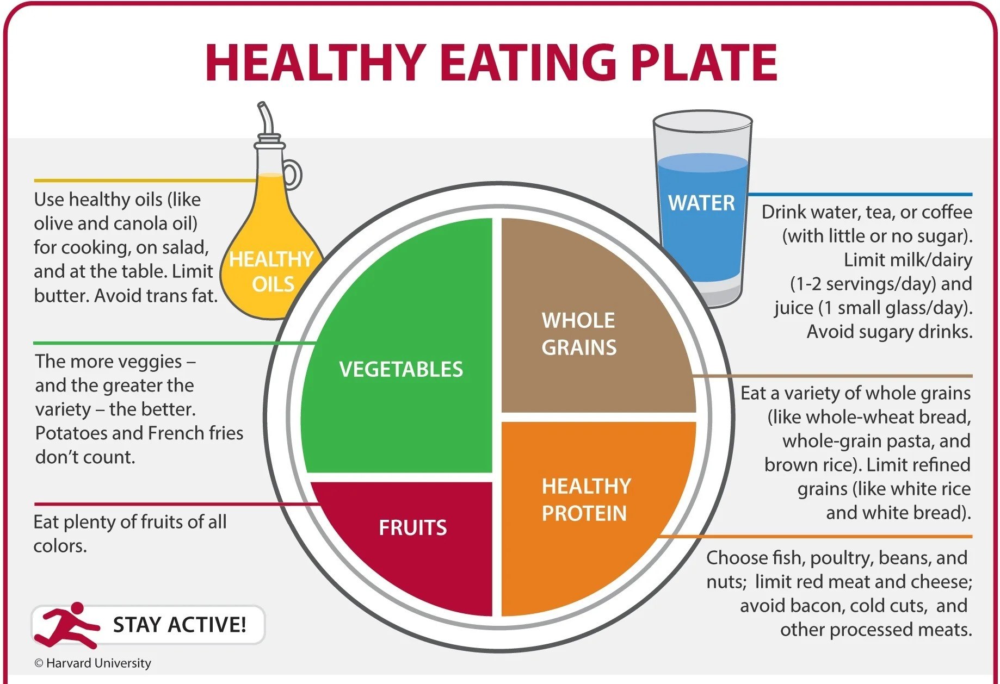 HEALTHY EATING PLATE
HEALTHY
OILS
Use healthy oils (like
olive and canola oil)
for cooking, on salad,
and at the table. Limit
butter. Avoid trans fat.
WATER
Drink water, tea, or coffee
(with little or no sugar).
Limit milk/dairy
(1-2 servings/day) and
juice (1 small glass/day).
Avoid sugary drinks.
VEGETABLES
The more veggies –
and the greater the
variety – the better.
Potatoes and French fries
don’t count.
WHOLE
GRAINS
Eat a variety of whole grains
(like whole-wheat bread,
whole-grain pasta, and
brown rice). Limit refined
grains (like white rice
and white bread).
FRUITS
Eat plenty of fruits of all
colors.
HEALTHY
PROTEIN
Choose fish, poultry, beans, and
nuts; limit red meat and cheese;
avoid bacon, cold cuts, and
other processed meats.
STAY ACTIVE!
© Harvard University